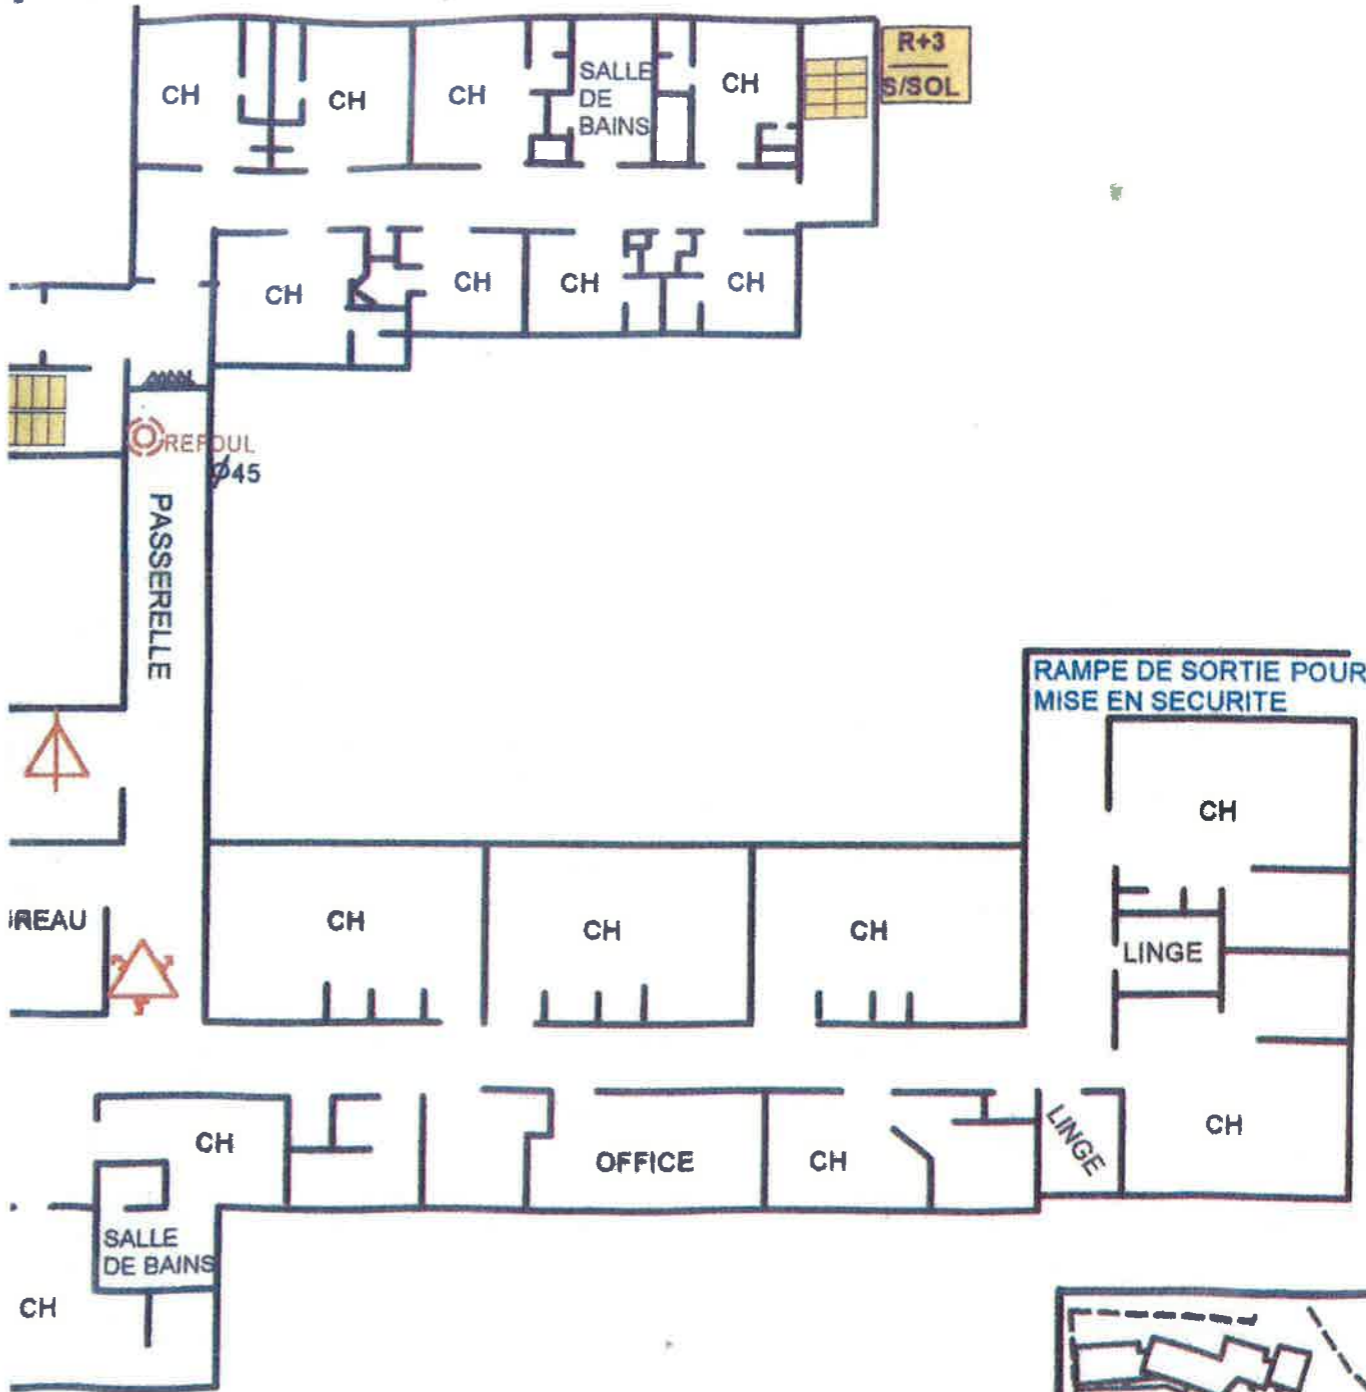 R+3
S/SOL
CH
CH
CH
SALLE
DE
BAINS
CH
CH
CH
CH
CH
REFOUL
Ø45
PASSERELLE
RAMPE DE SORTIE POUR
MISE EN SECURITE
CH
CH
CH
CH
LINGE
CH
OFFICE
CH
LINGE
CH
SALLE
DE BAINS
CH